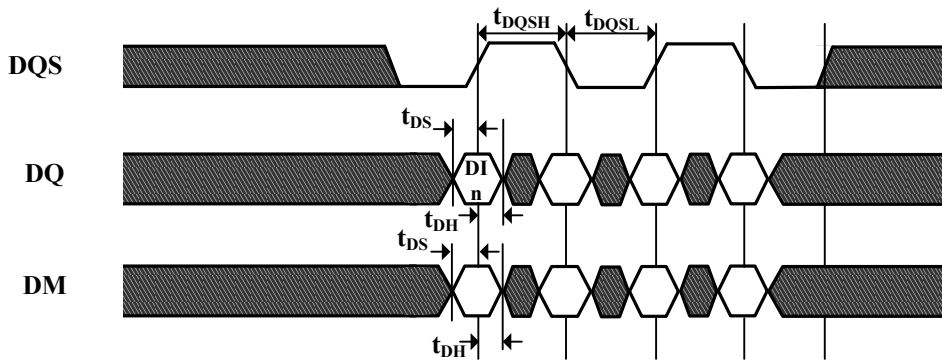 tDQSH tDQSL
DQS
tDS
DQ
DI
n
tDH
tDS
DM
tDH